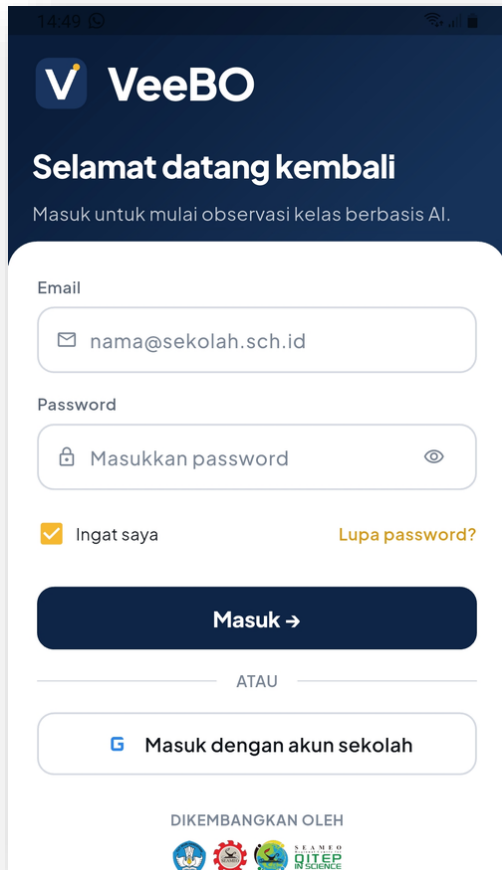 14:49
VeeBO
Selamat datang kembali
Masuk untuk mulai observasi kelas berbasis AI.
Email
nama@sekolah.sch.id
Password
Masukkan password
Ingat saya
Lupa password?
Masuk →
ATAU
G Masuk dengan akun sekolah
DIKEMBANGKAN OLEH
SEAMEO
QITEP
IN SCIENCE